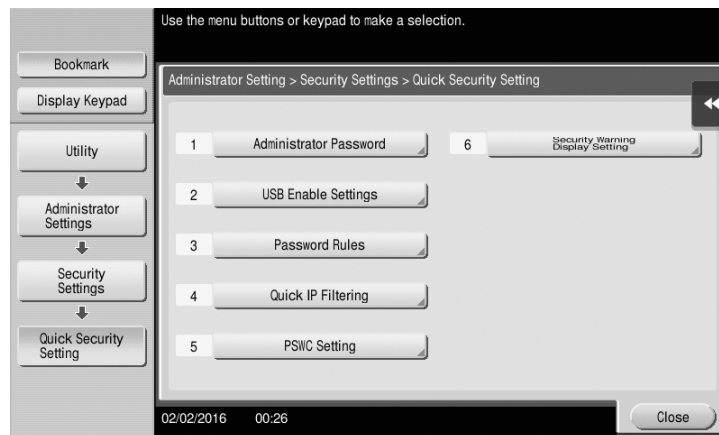 Use the menu buttons or keypad to make a selection.
Bookmark
Display Keypad
Utility
Administrator
Settings
Security
Settings
Quick Security
Setting
Administrator Setting > Security Settings > Quick Security Setting
1 Administrator Password
2 USB Enable Settings
3 Password Rules
4 Quick IP Filtering
5 PSWC Setting
6 Security Warning
Display Setting
02/02/2016 00:26
Close